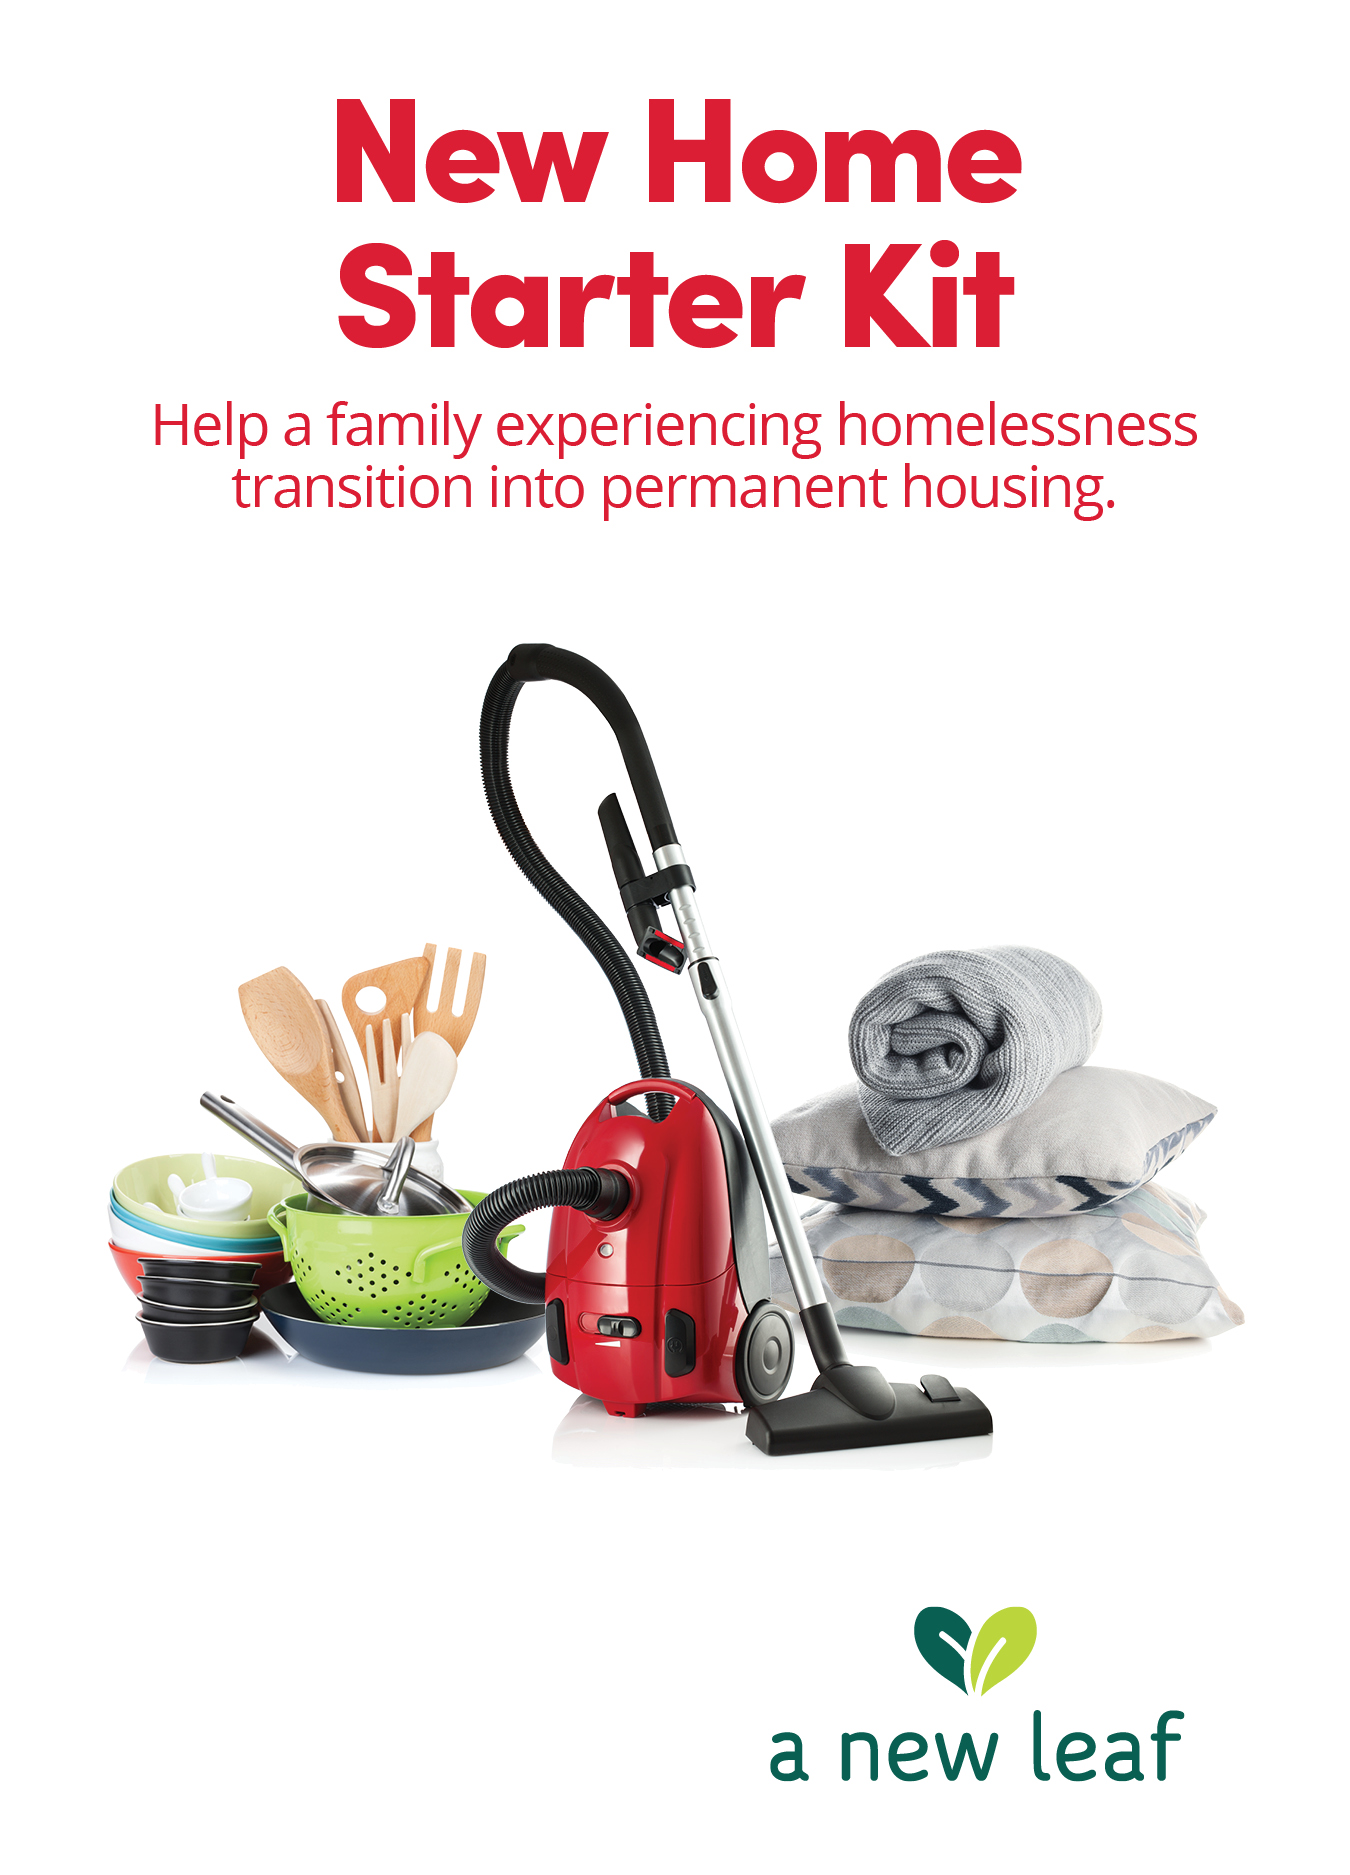 New Home
Starter Kit
Help a family experiencing homelessness
transition into permanent housing.
a new leaf